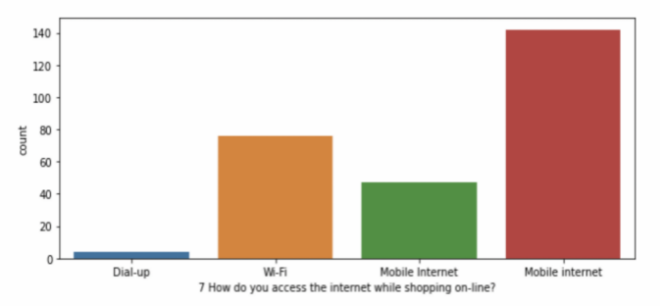 140
120
100
80
60
40
20
0
count
Dial-up Wi-Fi Mobile Internet Mobile internet
7 How do you access the internet while shopping on-line?